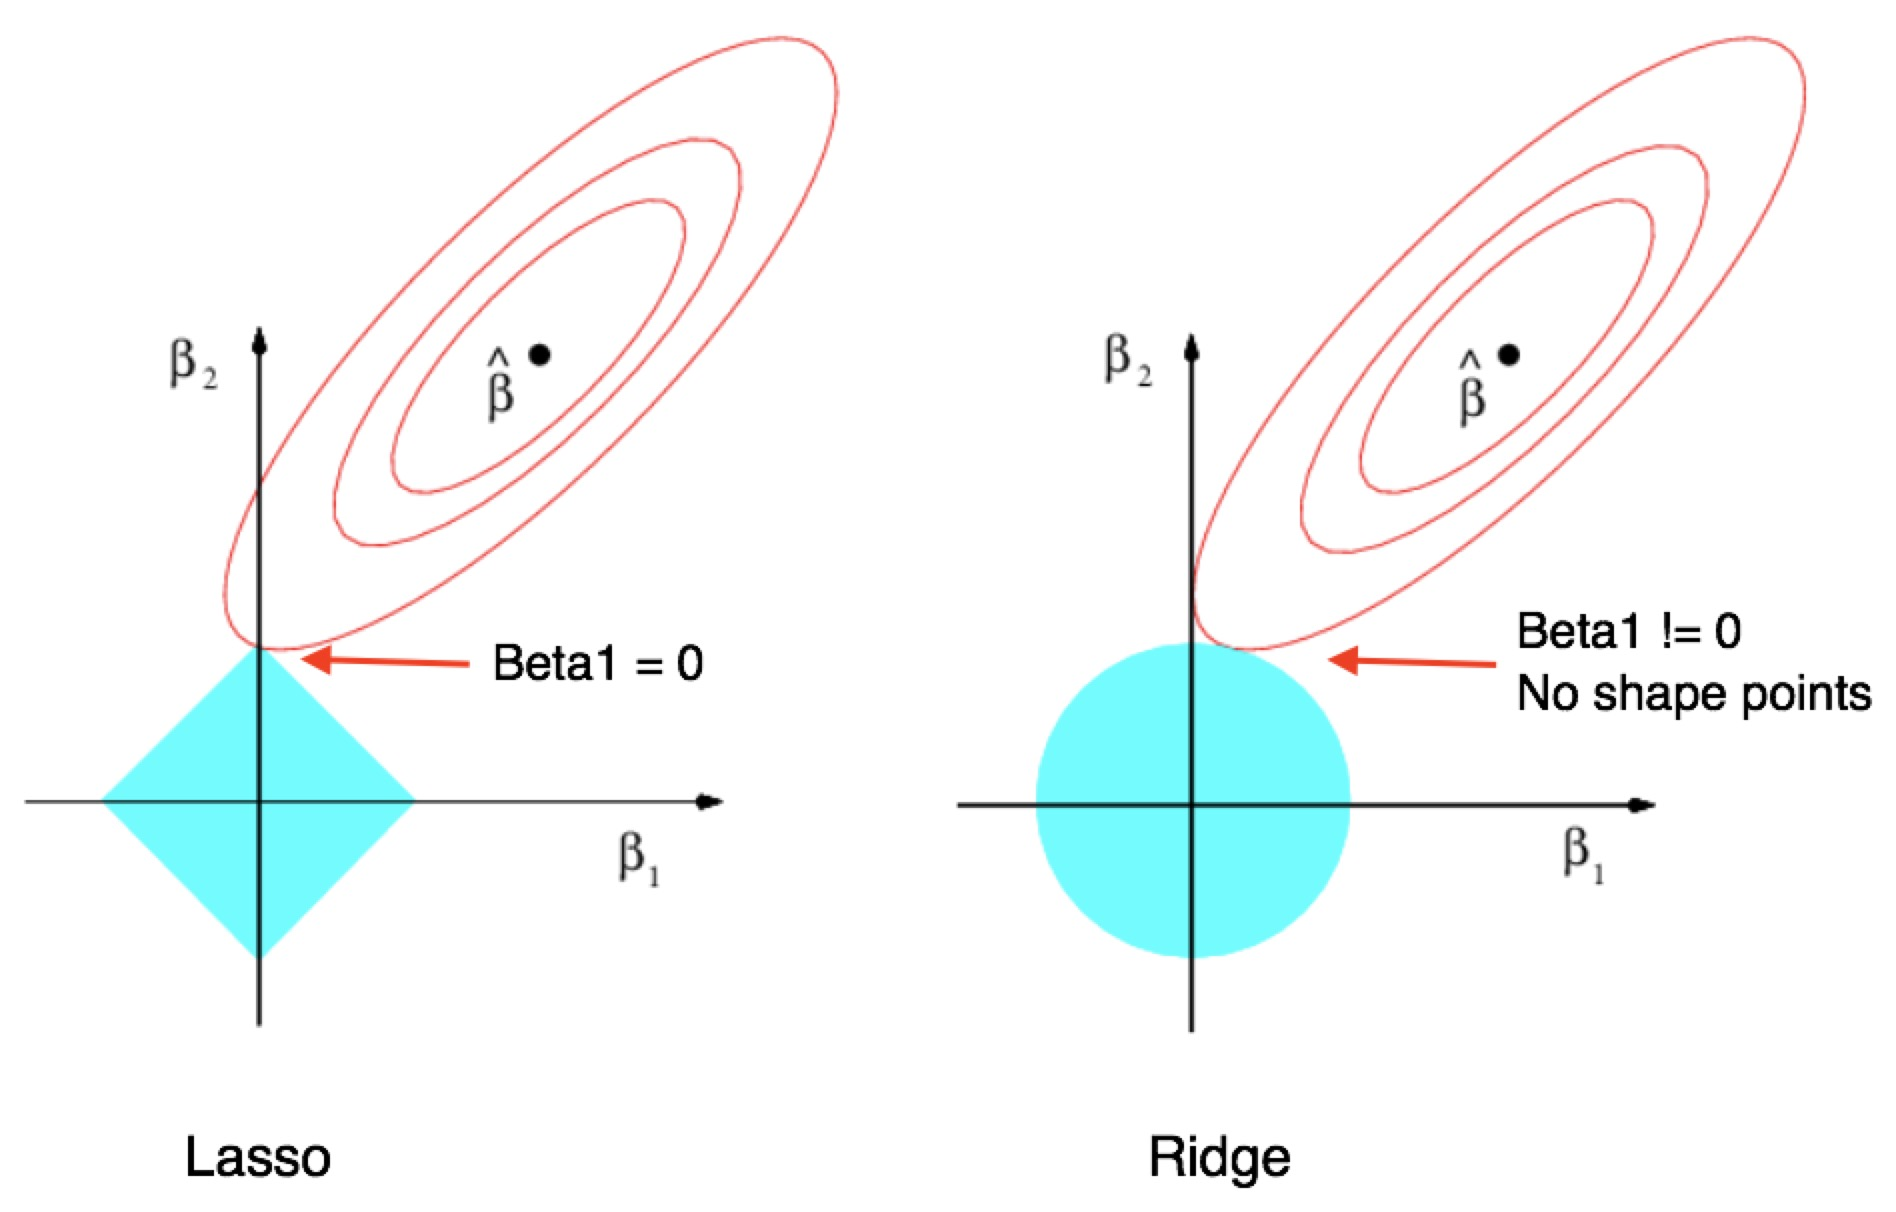 β₂
β̂
Beta1 = 0
β₁
Lasso
β₂
β̂
Beta1 != 0
No shape points
β₁
Ridge